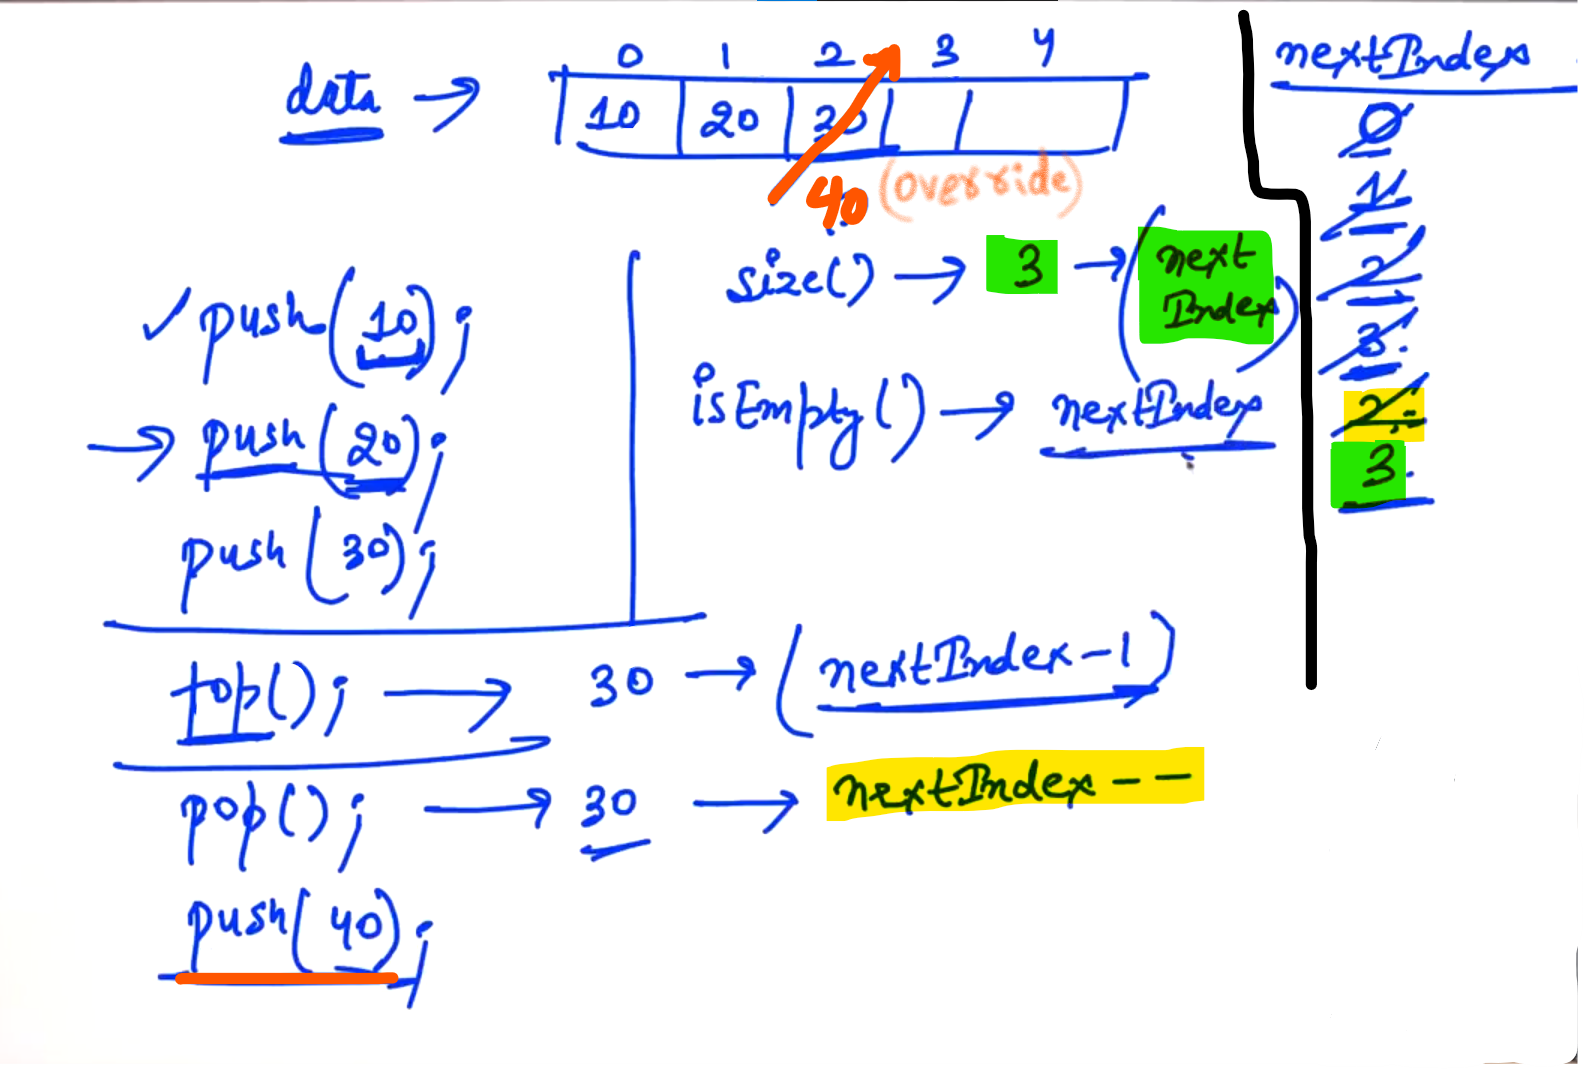 0 1 2 3 4
data → 10 20 30
40 (override)
size() → 3 → (next Index)
isEmpty() → nextIndex
push(10);
push(20);
push(30);
top(); → 30 → (nextIndex-1)
pop(); → 30 → nextIndex--
push(40);
nextIndex
0
1
2
3
2
3